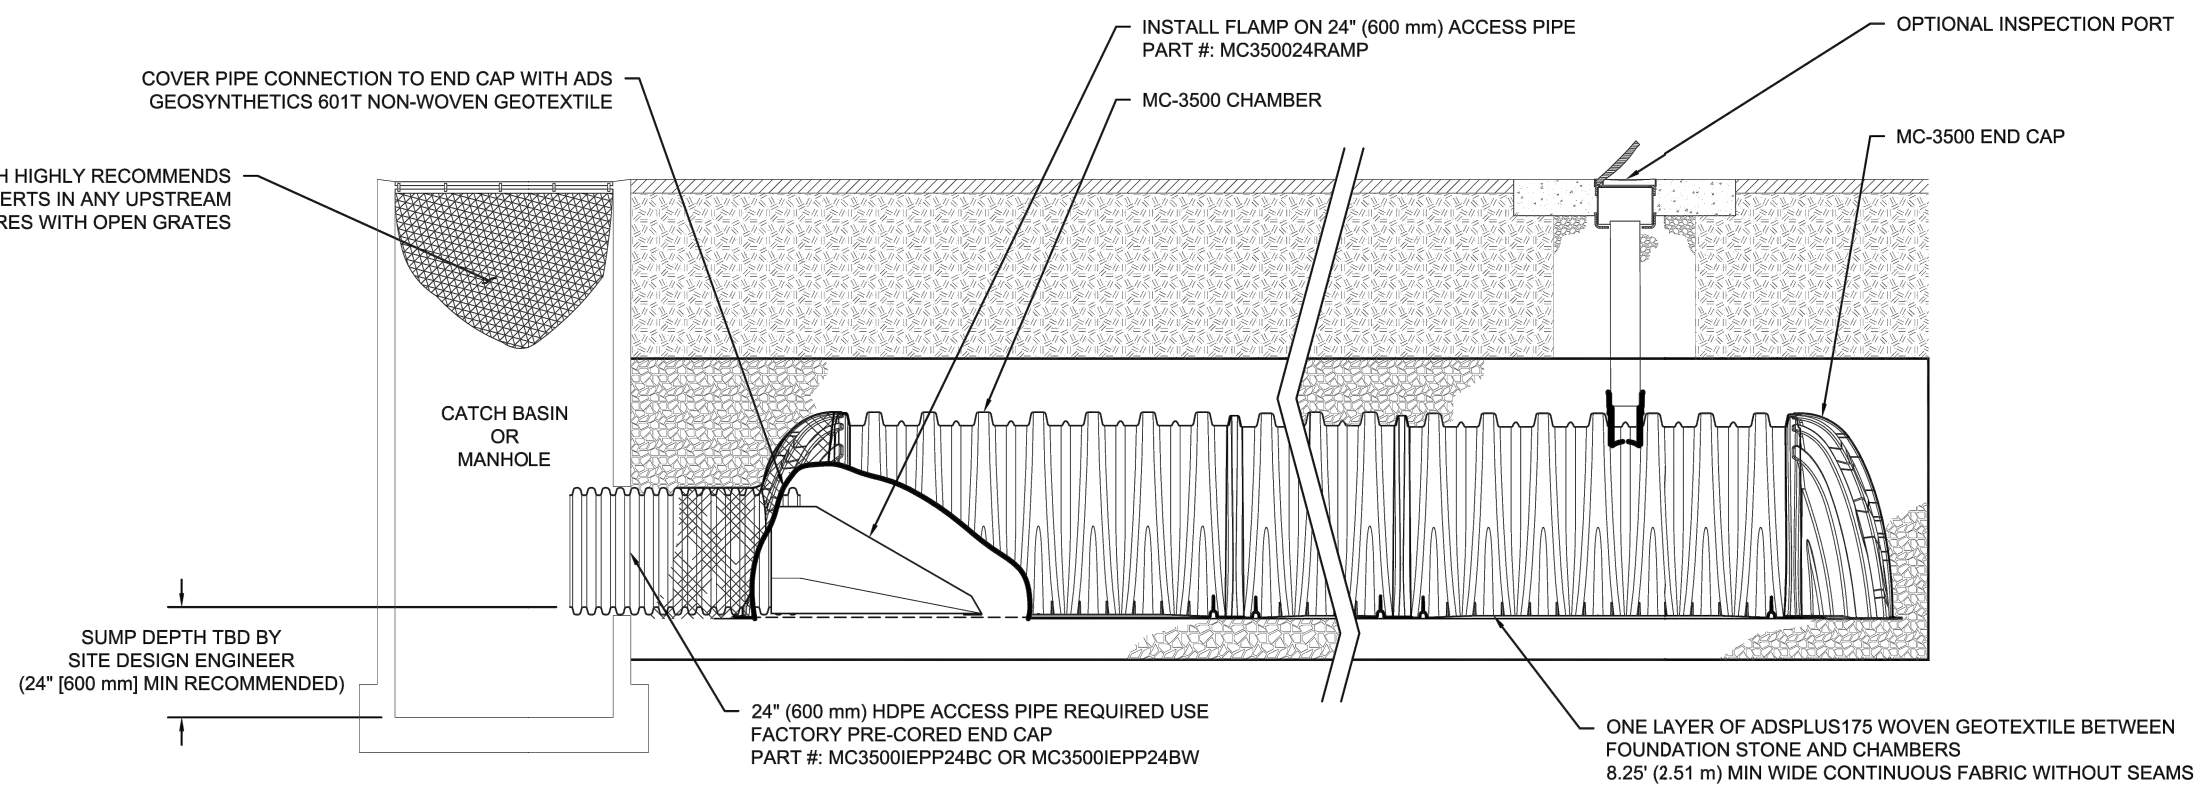 INSTALL FLAMP ON 24" (600 mm) ACCESS PIPE
PART #: MC350024RAMP
OPTIONAL INSPECTION PORT
COVER PIPE CONNECTION TO END CAP WITH ADS
GEOSYNTHETICS 601T NON-WOVEN GEOTEXTILE
MC-3500 CHAMBER
MC-3500 END CAP
H HIGHLY RECOMMENDS
ERTS IN ANY UPSTREAM
RES WITH OPEN GRATES
CATCH BASIN
OR
MANHOLE
SUMP DEPTH TBD BY
SITE DESIGN ENGINEER
(24" [600 mm] MIN RECOMMENDED)
24" (600 mm) HDPE ACCESS PIPE REQUIRED USE
FACTORY PRE-CORED END CAP
PART #: MC3500IEPP24BC OR MC3500IEPP24BW
ONE LAYER OF ADSPLUS175 WOVEN GEOTEXTILE BETWEEN
FOUNDATION STONE AND CHAMBERS
8.25' (2.51 m) MIN WIDE CONTINUOUS FABRIC WITHOUT SEAMS